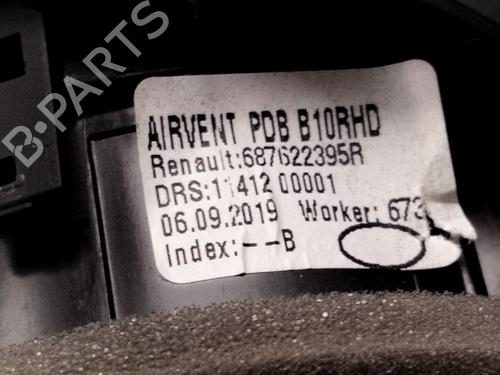 B-PARTS
AIRVENT PDB B10RHD
Renault:687622395R
DRS:11412 00001
06.09.2019 Worker: 673
Index:--B